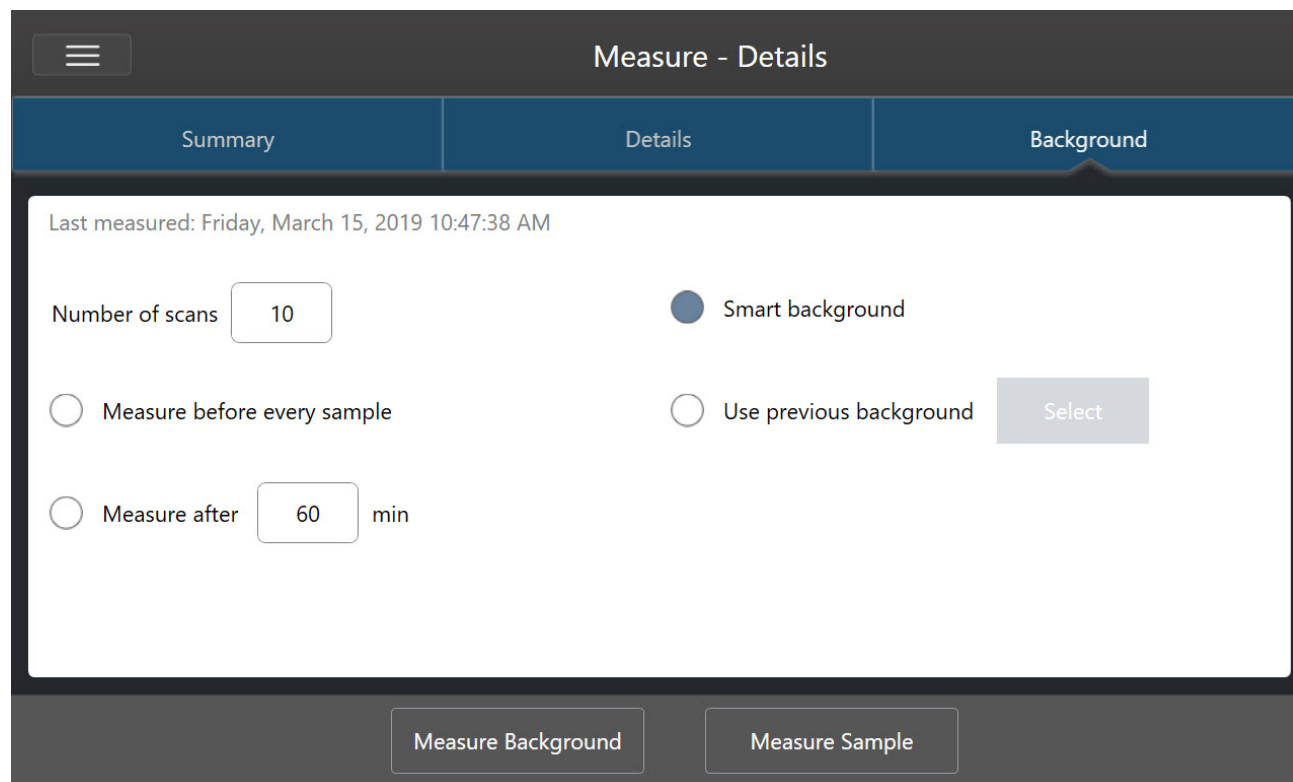 Measure - Details
Summary Details Background
Last measured: Friday, March 15, 2019 10:47:38 AM
Number of scans 10 Smart background
Measure before every sample Use previous background Select
Measure after 60 min
Measure Background Measure Sample